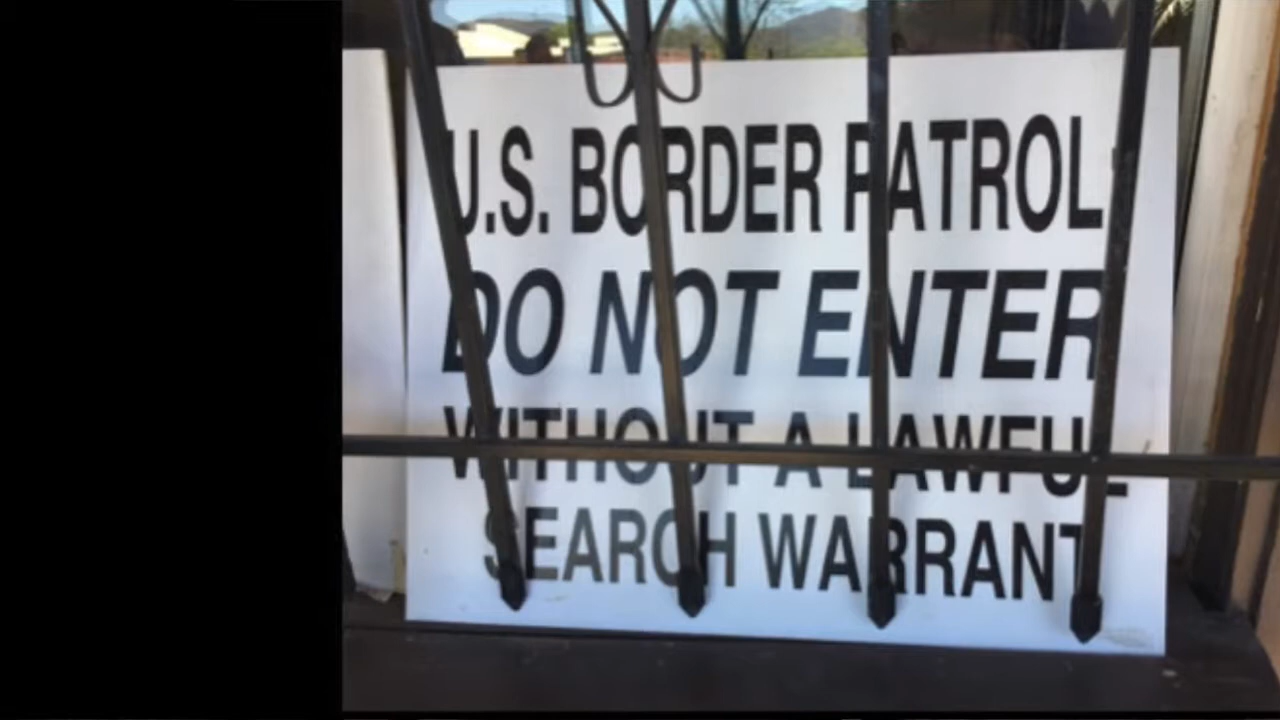 U.S. BORDER PATROL:
DO NOT ENTER
WITHOUT A LAWFUL
SEARCH WARRANT